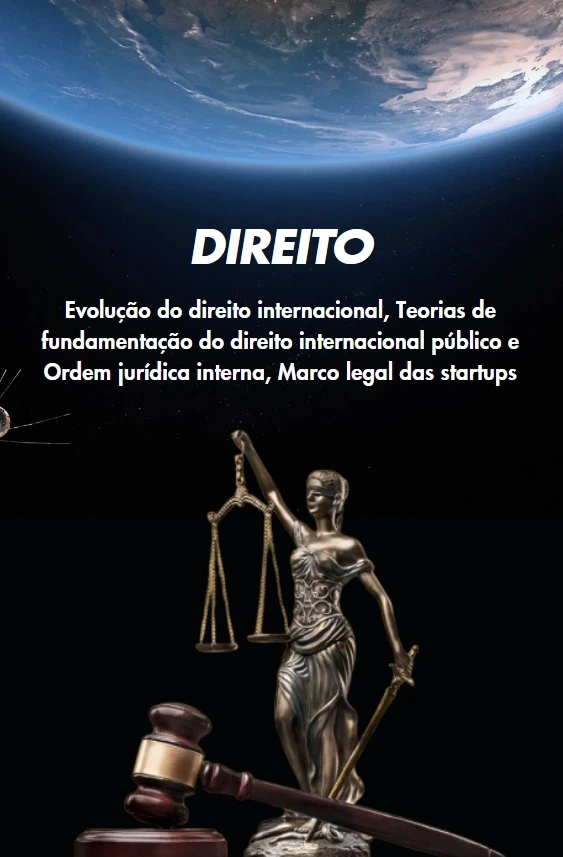 DIREITO
Evolução do direito internacional, Teorias de
fundamentação do direito internacional público e
Ordem jurídica interna, Marco legal das startups